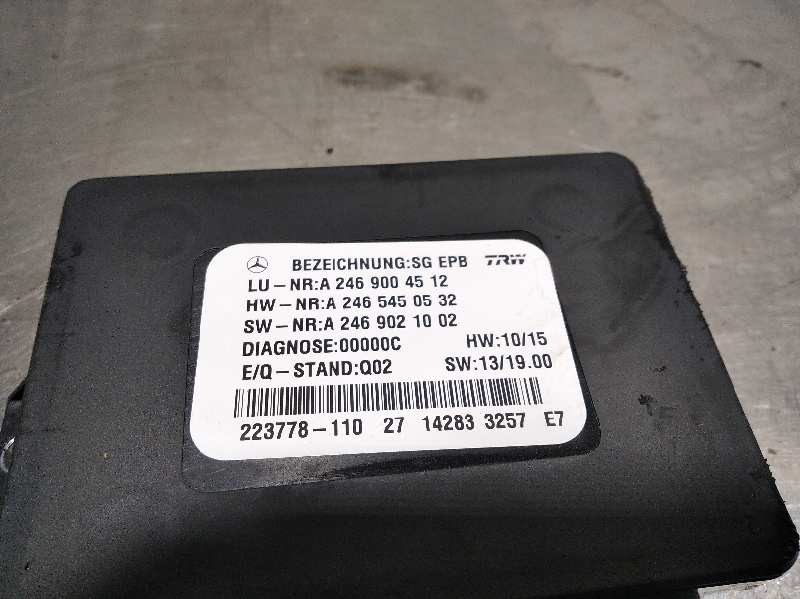 BEZEICHNUNG:SG EPB TRW
LU-NR:A 246 900 45 12
HW-NR:A 246 545 05 32
SW-NR:A 246 902 10 02
DIAGNOSE:00000C HW:10/15
E/Q-STAND:Q02 SW:13/19.00
223778-110 27 14283 3257 E7